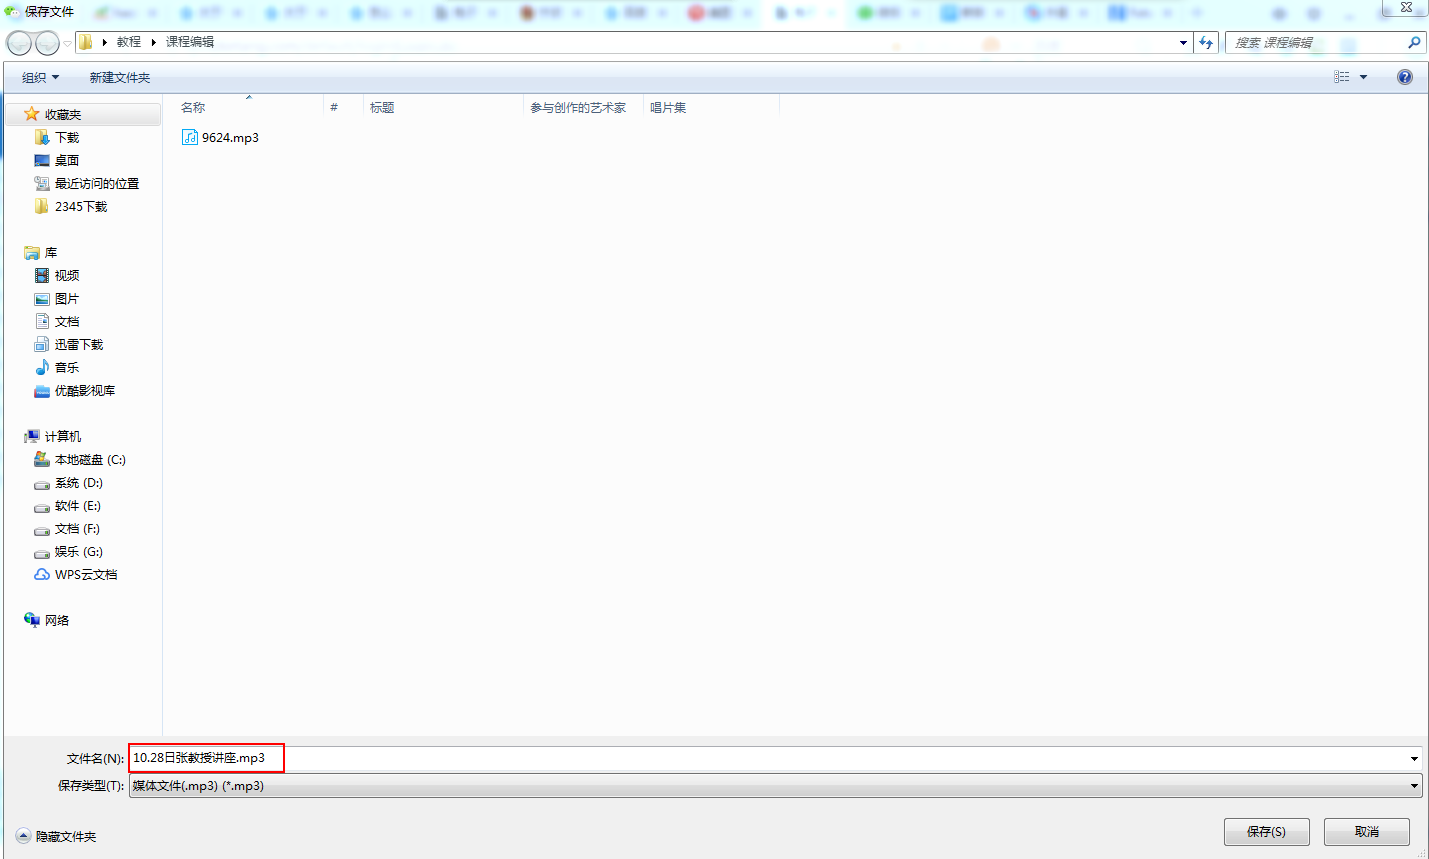 保存文件
教程 课程编辑
搜索 课程编辑
组织 新建文件夹
名称 # 标题 参与创作的艺术家 唱片集
9624.mp3
收藏夹
下载
桌面
最近访问的位置
2345下载
库
视频
图片
文档
迅雷下载
音乐
优酷影视库
计算机
本地磁盘 (C:)
系统 (D:)
软件 (E:)
文档 (F:)
娱乐 (G:)
WPS云文档
网络
文件名(N): 10.28日张教授讲座.mp3
保存类型(T): 媒体文件(.mp3) (*.mp3)
隐藏文件夹
保存(S) 取消